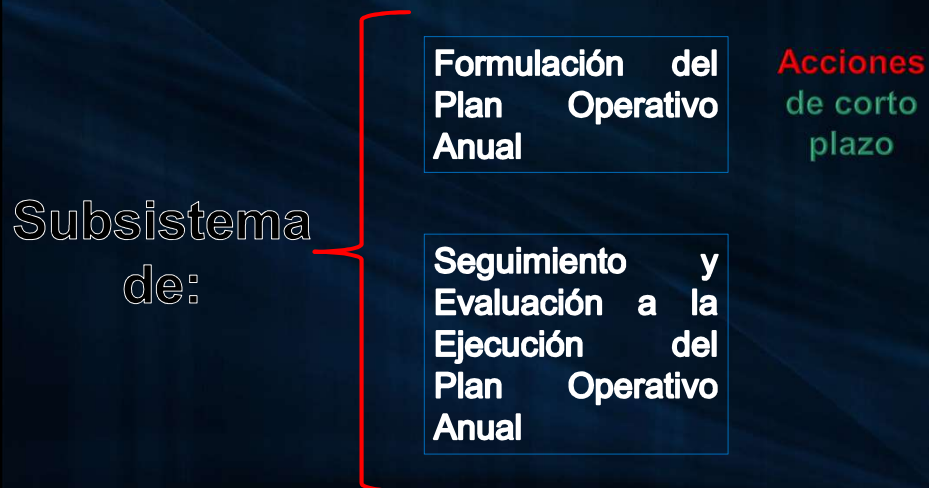 Subsistema
de:
Formulación del
Plan Operativo
Anual
Acciones
de corto
plazo
Seguimiento y
Evaluación a la
Ejecución del
Plan Operativo
Anual